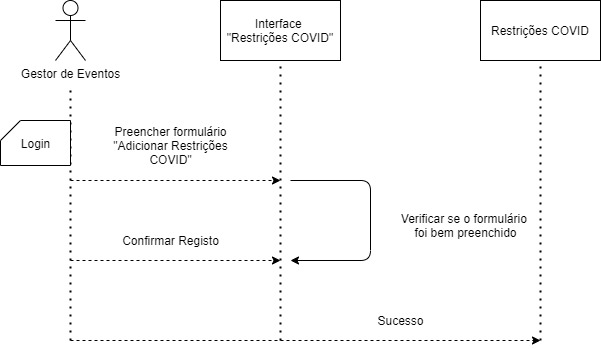 Interface
"Restrições COVID"
Restrições COVID
Gestor de Eventos
Login
Preencher formulário
"Adicionar Restrições
COVID"
Verificar se o formulário
foi bem preenchido
Confirmar Registo
Sucesso